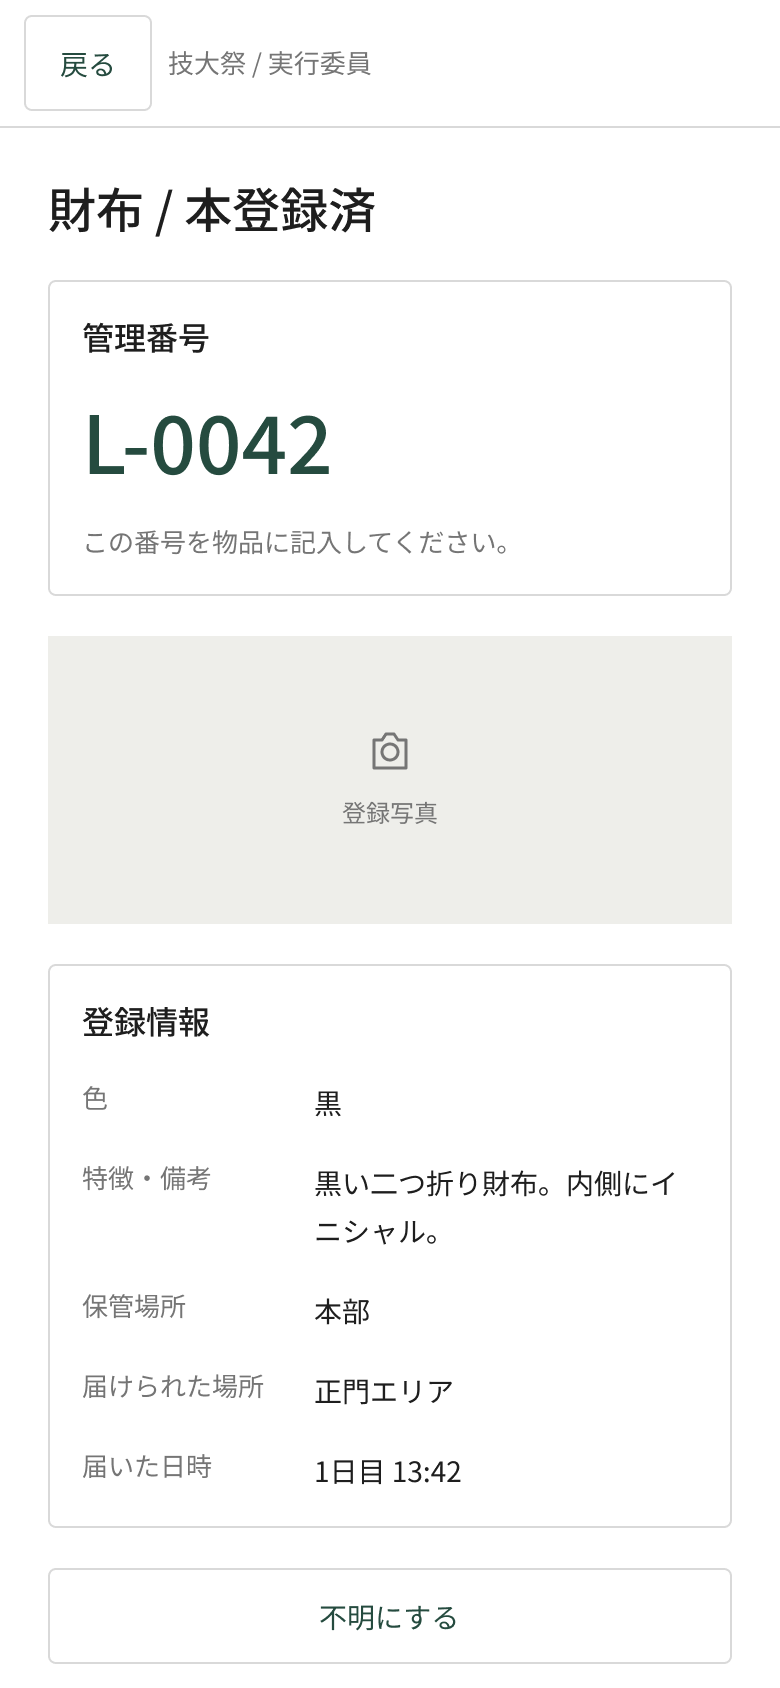 戻る
技大祭 / 実行委員
財布 / 本登録済
管理番号
L-0042
この番号を物品に記入してください。
登録写真
登録情報
色
黒
特徴・備考
黒い二つ折り財布。内側にイ
ニシャル。
保管場所
本部
届けられた場所
正門エリア
届いた日時
1日目 13:42
不明にする